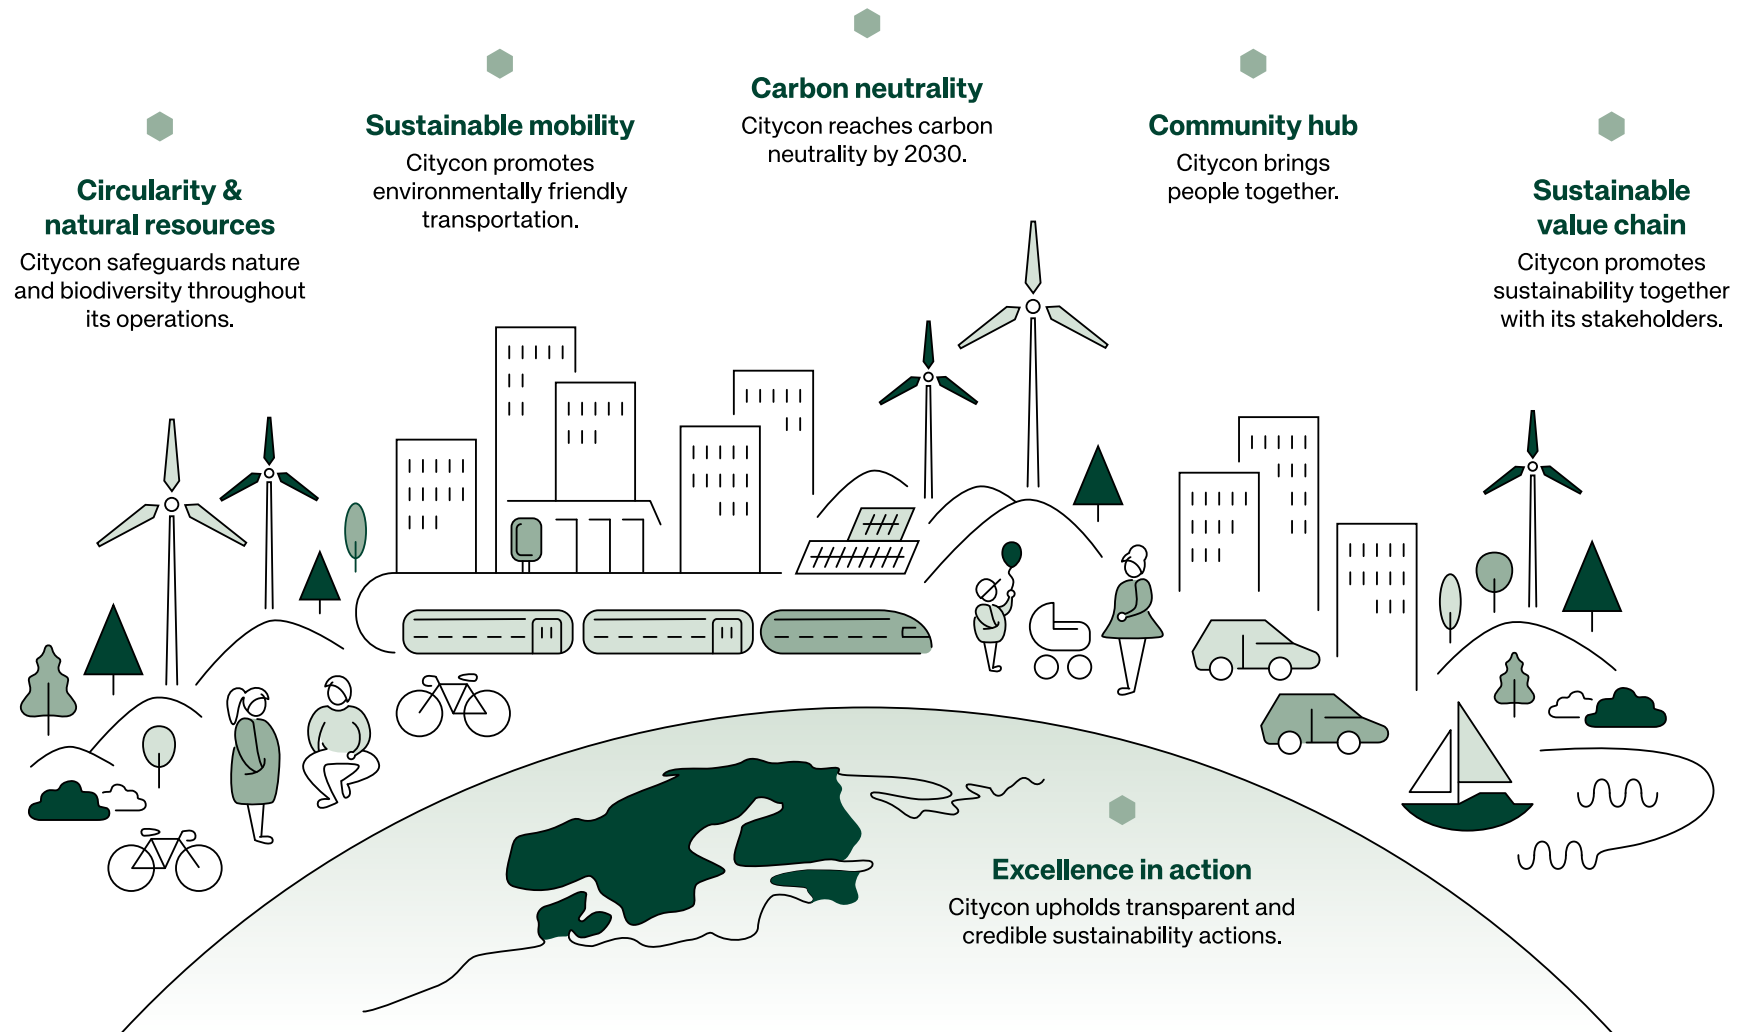 Circularity &
natural resources
Citycon safeguards nature
and biodiversity throughout
its operations.
Sustainable mobility
Citycon promotes
environmentally friendly
transportation.
Carbon neutrality
Citycon reaches carbon
neutrality by 2030.
Community hub
Citycon brings
people together.
Sustainable
value chain
Citycon promotes
sustainability together
with its stakeholders.
Excellence in action
Citycon upholds transparent and
credible sustainability actions.